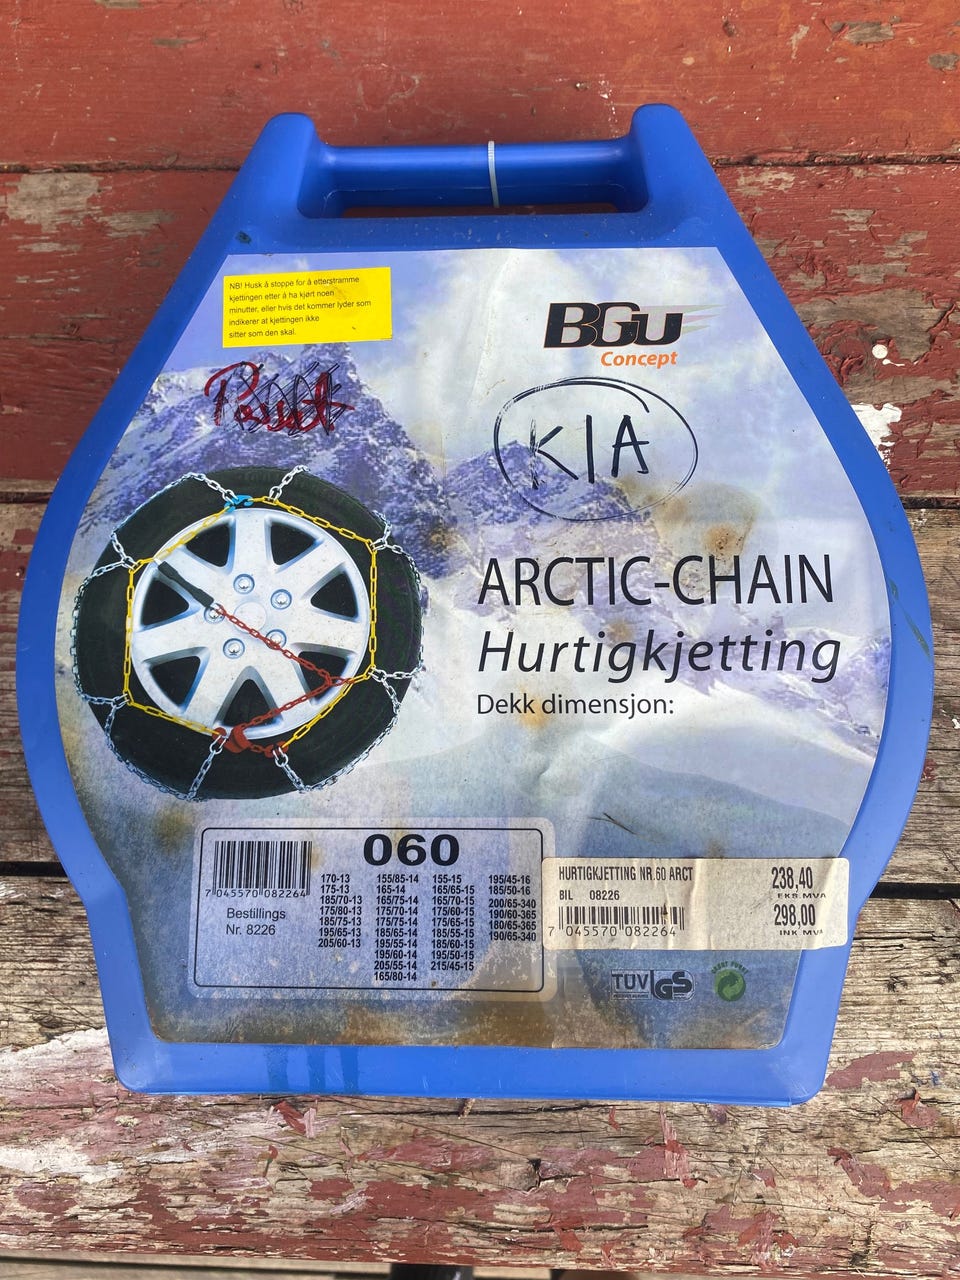 NB! Husk å stoppe for å etterstramme
kjettingen etter å ha kjørt noen
minutter, eller hvis det kommer lyder som
indikerer at kjettingen ikke
sitter som den skal.
BGU
Concept
KIA
ARCTIC-CHAIN
Hurtigkjetting
Dekk dimensjon:
060
7 045570 082264
Bestillings
Nr. 8226
170-13 155/85-14 155-15 195/45-16
175-13 165-14 165/65-15 185/50-16
185/70-13 165/75-14 165/70-15 200/65-340
175/80-13 175/70-14 175/60-15 190/60-365
185/75-13 175/75-14 175/65-15 180/65-365
195/65-13 185/65-14 185/55-15 190/65-340
205/60-13 195/55-14 185/60-15
195/60-14 195/50-15
205/55-14 215/45-15
165/80-14
HURTIGKJETTING NR.60 ARCT 238,40
BIL 08226 EKS.MVA
298,00
INK.MVA
7 045570 082264
TÜV GS